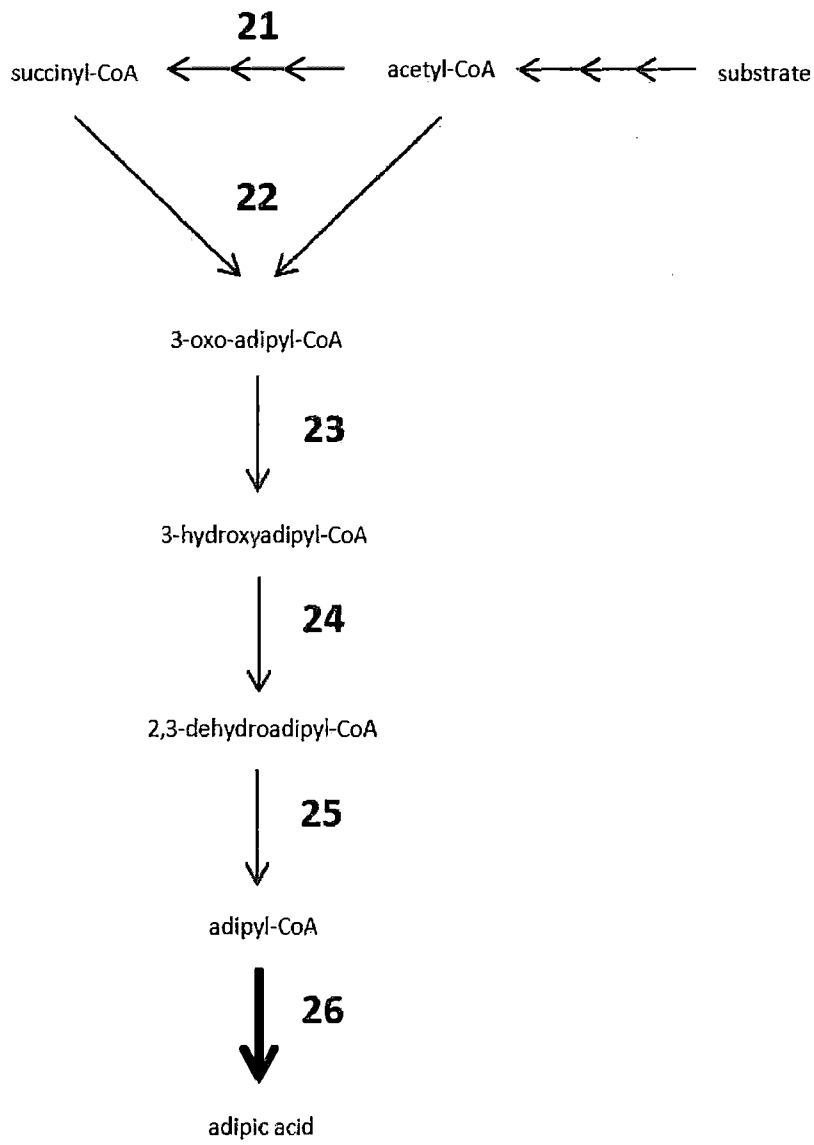 21
succinyl-CoA acetyl-CoA substrate
22
3-oxo-adipyl-CoA
23
3-hydroxyadipyl-CoA
24
2,3-dehydroadipyl-CoA
25
adipyl-CoA
26
adipic acid